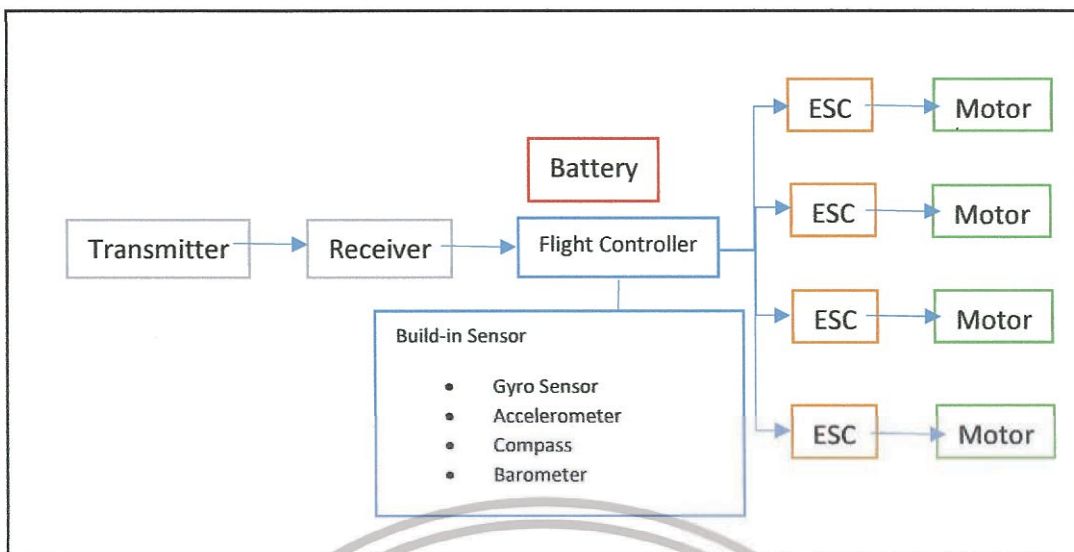 ESC
Motor
Battery
ESC
Motor
Transmitter
Receiver
Flight Controller
ESC
Motor
Build-in Sensor
• Gyro Sensor
• Accelerometer
• Compass
• Barometer
ESC
Motor